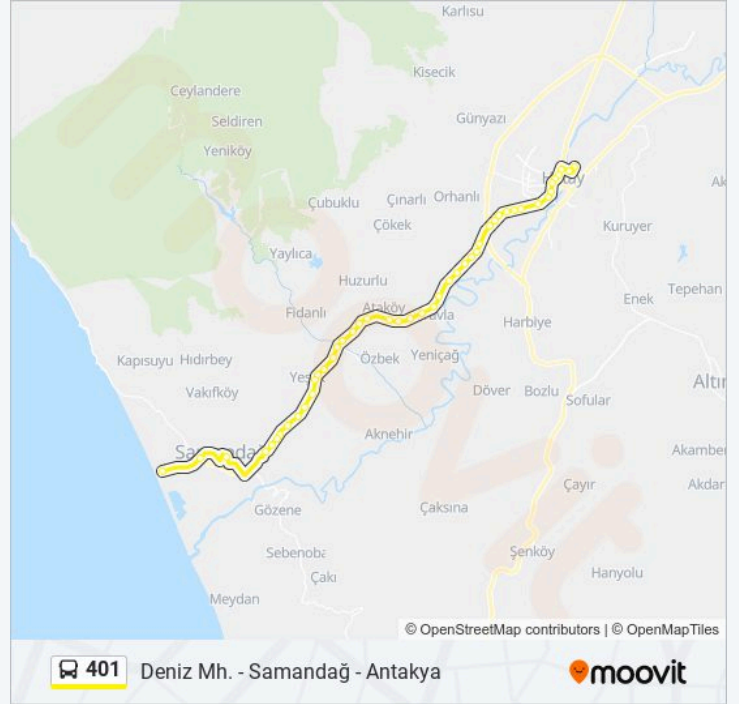 Karlısu
Kisecik
Ceylandere
Seldiren
Günyazı
Yeniköy
Çubuklu
Çınarlı
Orhanlı
Çökek
Kuruyer
Yaylıca
Huzurlu
Tepehan
Enek
Fidanlı
Ataköy
Harbiye
Kapısuyu
Hıdırbey
Özbek
Yeniçağ
Vakıfköy
Döver
Bozlu
Sofular
Aknehir
Samandağ
Çayır
Akdar
Çaksına
Gözene
Şenköy
Sebenoba
Çakı
Hanyolu
Meydan
© OpenStreetMap contributors | © OpenMapTiles
401 Deniz Mh. - Samandağ - Antakya
moovit